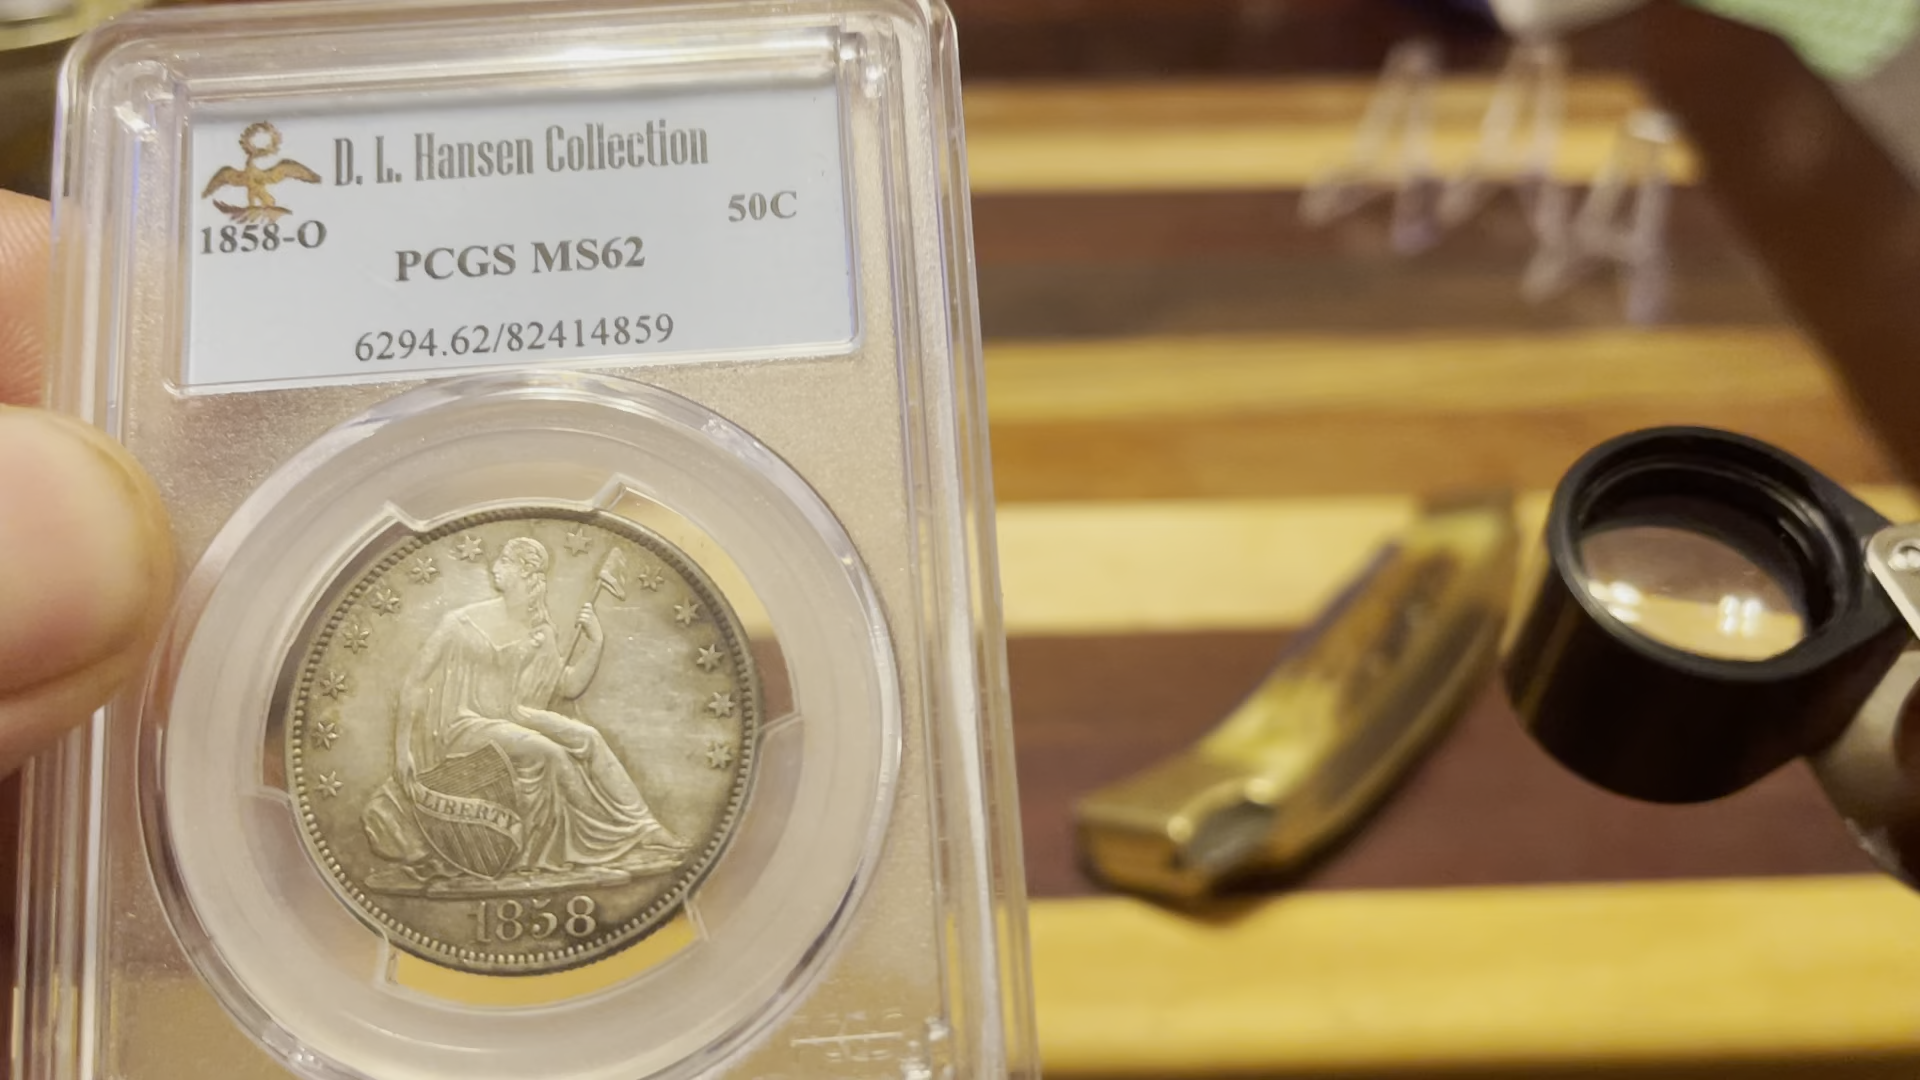 D. L. Hansen Collection
1858-O
50C
PCGS MS62
6294.62/82414859
LIBERTY
1858